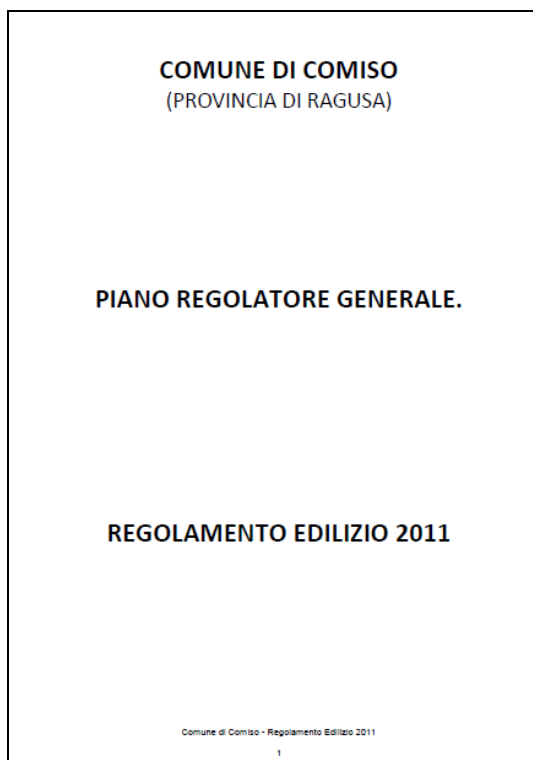 COMUNE DI COMISO
(PROVINCIA DI RAGUSA)
PIANO REGOLATORE GENERALE.
REGOLAMENTO EDILIZIO 2011
Comune di Comiso - Regolamento Edilizio 2011
1